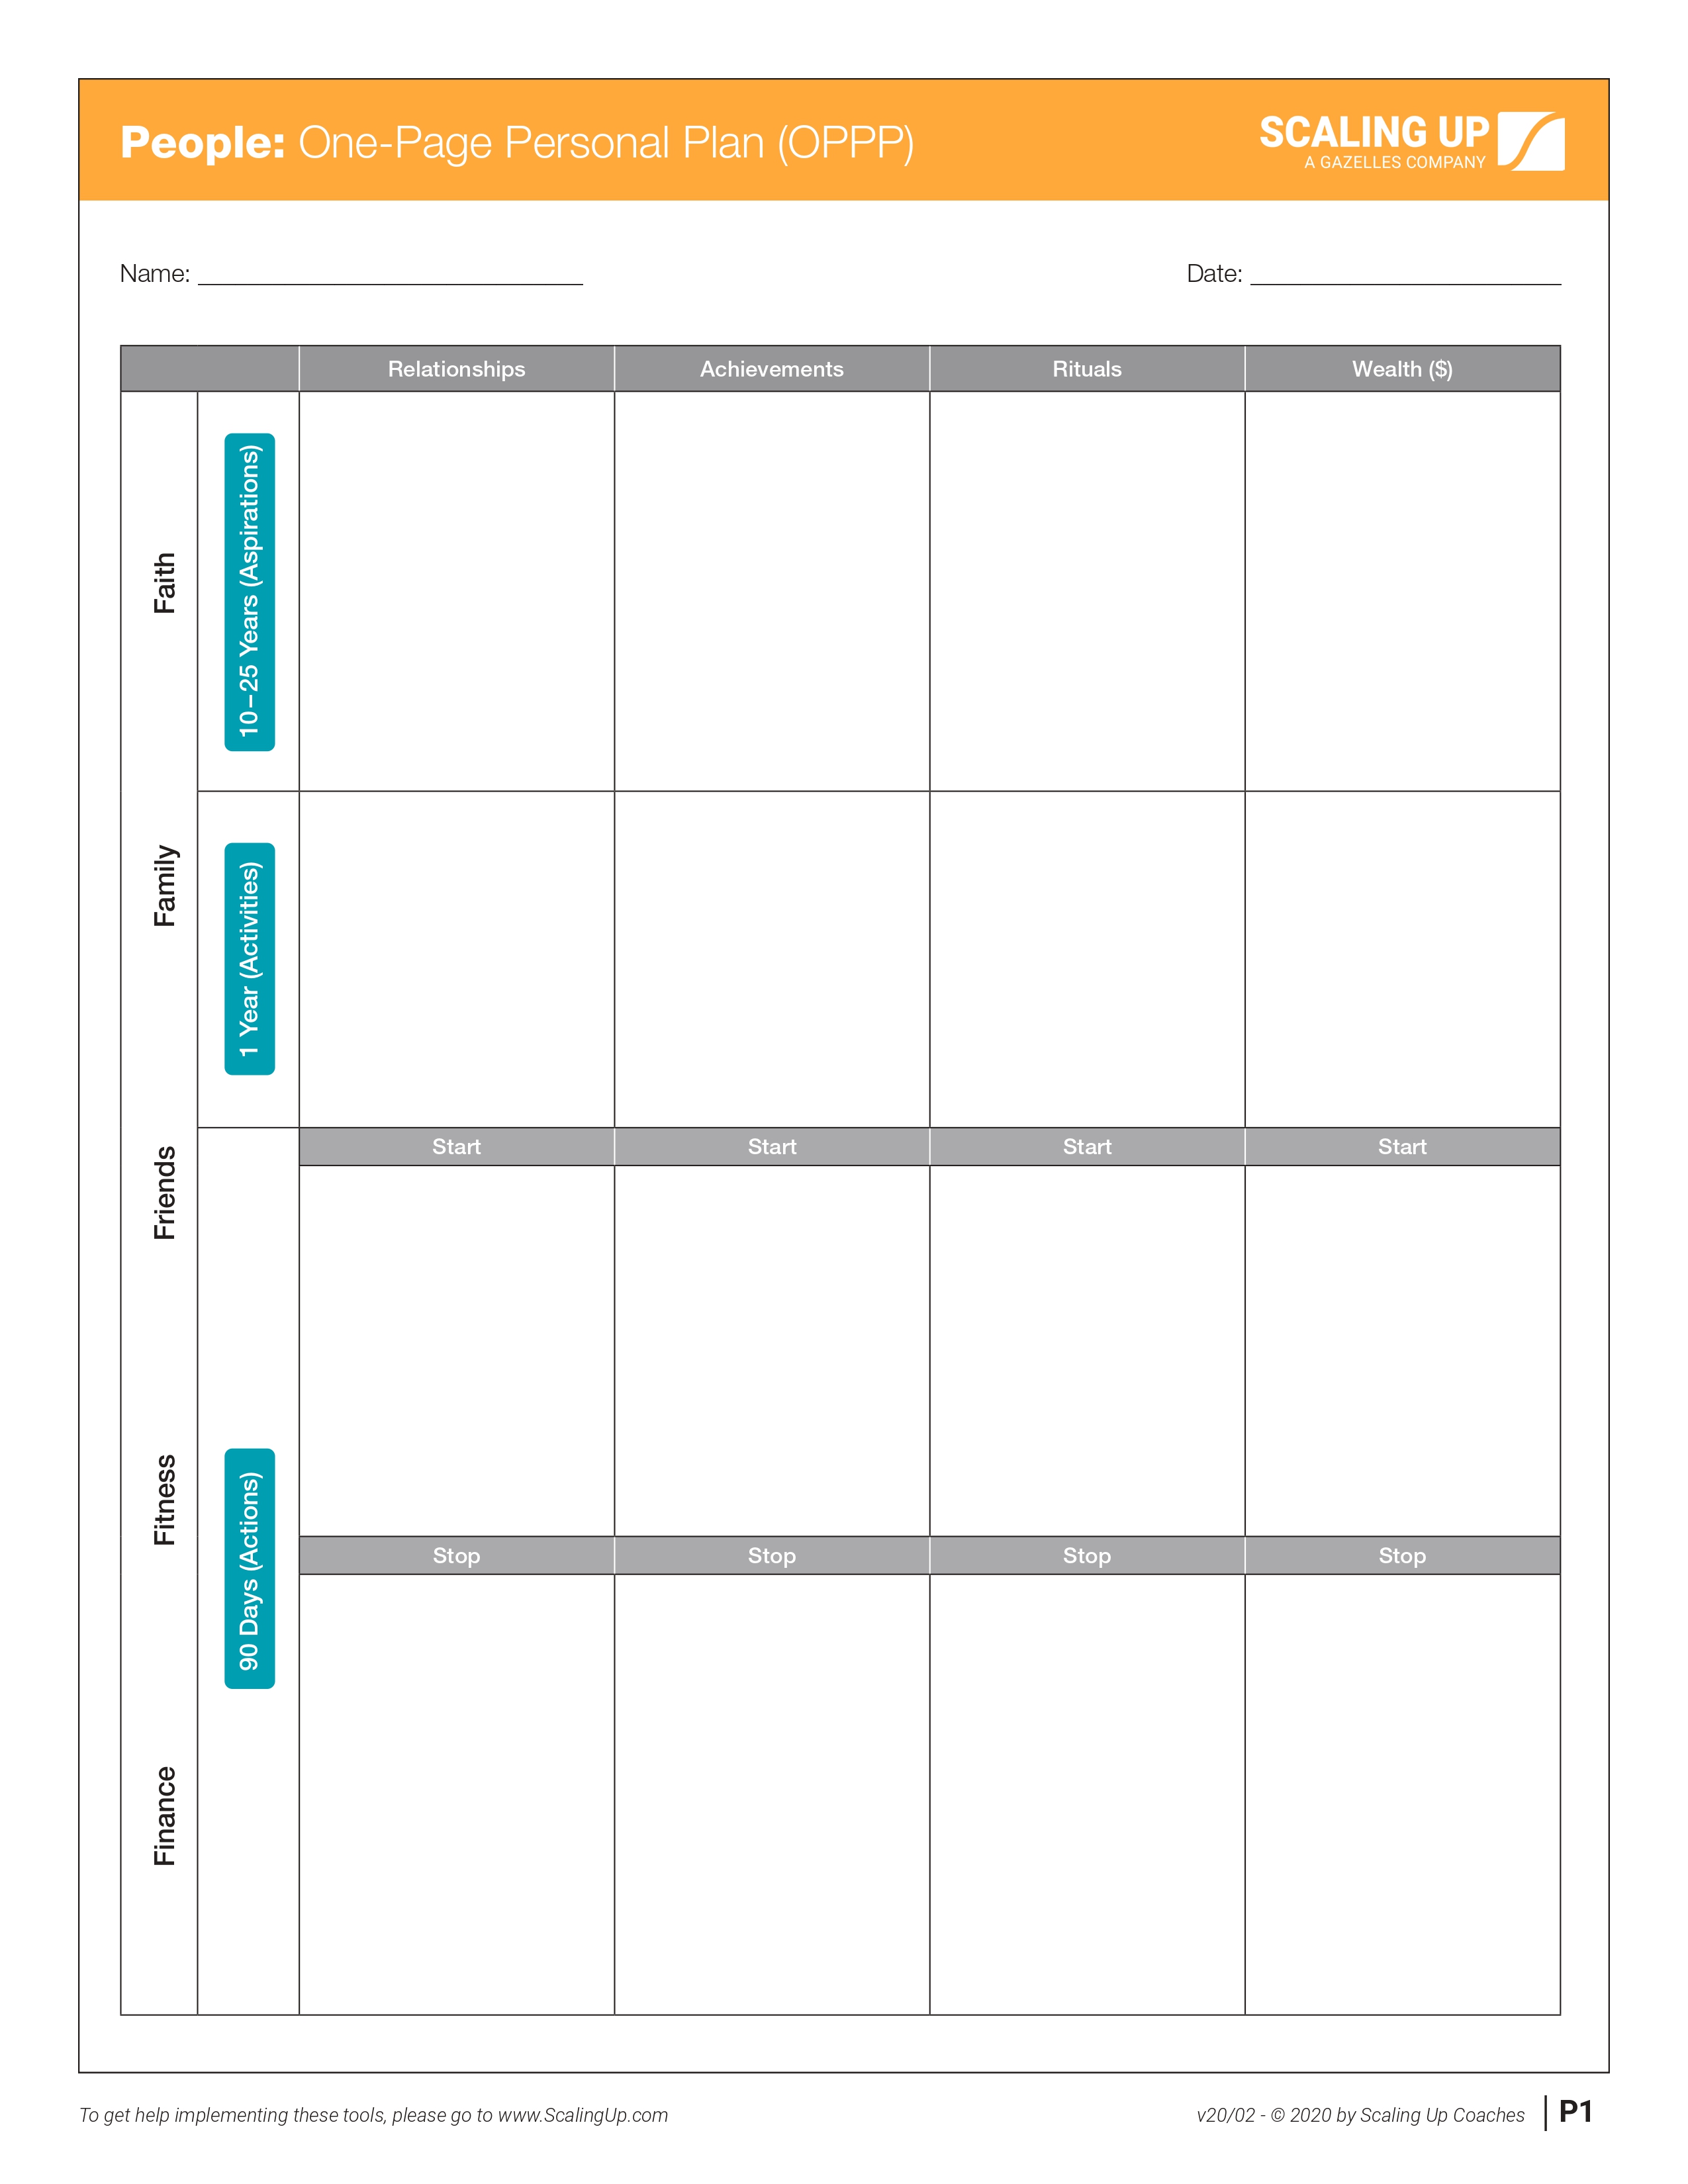 People: One-Page Personal Plan (OPPP)
SCALING UP
A GAZELLES COMPANY
Name:
Date:
Relationships
Achievements
Rituals
Wealth ($)
Faith
Family
Friends
Fitness
Finance
10–25 Years (Aspirations)
1 Year (Activities)
90 Days (Actions)
Start
Start
Start
Start
Stop
Stop
Stop
Stop
To get help implementing these tools, please go to www.ScalingUp.com
v20/02 - © 2020 by Scaling Up Coaches
P1